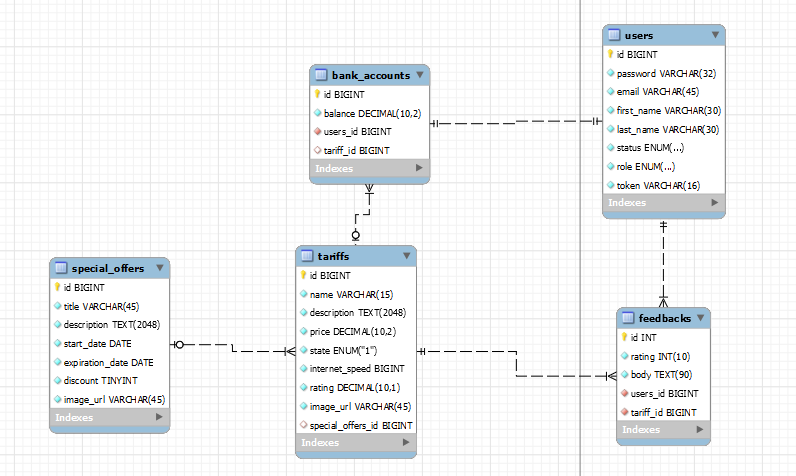 users
id BIGINT
password VARCHAR(32)
email VARCHAR(45)
first_name VARCHAR(30)
last_name VARCHAR(30)
status ENUM(...)
role ENUM(...)
token VARCHAR(16)
Indexes
bank_accounts
id BIGINT
balance DECIMAL(10,2)
users_id BIGINT
tariff_id BIGINT
Indexes
special_offers
id BIGINT
title VARCHAR(45)
description TEXT(2048)
start_date DATE
expiration_date DATE
discount TINYINT
image_url VARCHAR(45)
Indexes
tariffs
id BIGINT
name VARCHAR(15)
description TEXT(2048)
price DECIMAL(10,2)
state ENUM("1")
internet_speed BIGINT
rating DECIMAL(10,1)
image_url VARCHAR(45)
special_offers_id BIGINT
Indexes
feedbacks
id INT
rating INT(10)
body TEXT(90)
users_id BIGINT
tariff_id BIGINT
Indexes